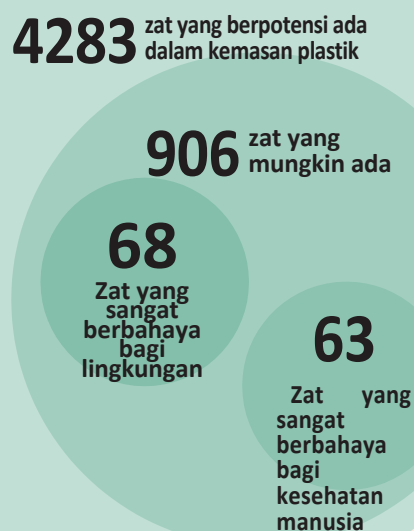 4283 zat yang berpotensi ada
dalam kemasan plastik
906 zat yang
mungkin ada
68
Zat yang
sangat
berbahaya
bagi
lingkungan
63
Zat yang
sangat
berbahaya
bagi
kesehatan
manusia